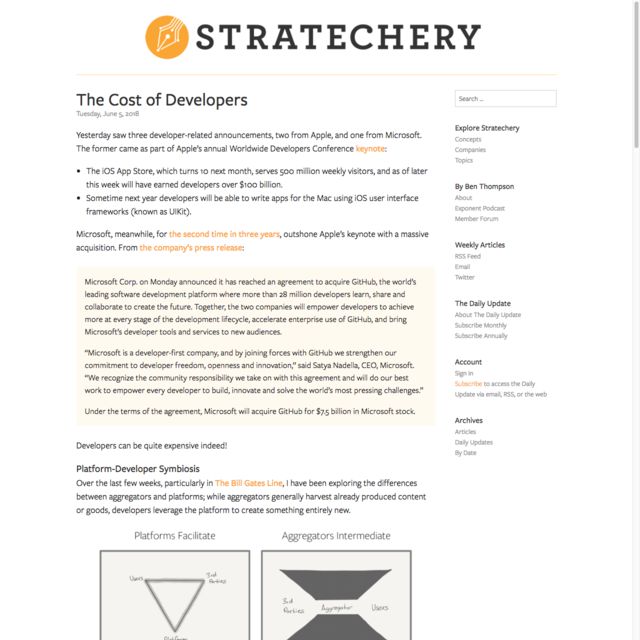 STRATECHERY
The Cost of Developers
Tuesday, June 5, 2018
Yesterday saw three developer-related announcements, two from Apple, and one from Microsoft.
The former came as part of Apple's annual Worldwide Developers Conference keynote:
• The iOS App Store, which turns 10 next month, serves 500 million weekly visitors, and as of later
this week will have earned developers over $100 billion.
• Sometime next year developers will be able to write apps for the Mac using iOS user interface
frameworks (known as UIKit).
Microsoft, meanwhile, for the second time in three years, outshone Apple's keynote with a massive
acquisition. From the company's press release:
Microsoft Corp. on Monday announced it has reached an agreement to acquire GitHub, the world's
leading software development platform where more than 28 million developers learn, share and
collaborate to create the future. Together, the two companies will empower developers to achieve
more at every stage of the development lifecycle, accelerate enterprise use of GitHub, and bring
Microsoft's developer tools and services to new audiences.
"Microsoft is a developer-first company, and by joining forces with GitHub we strengthen our
commitment to developer freedom, openness and innovation," said Satya Nadella, CEO, Microsoft.
"We recognize the community responsibility we take on with this agreement and will do our best
work to empower every developer to build, innovate and solve the world's most pressing challenges."
Under the terms of the agreement, Microsoft will acquire GitHub for $7.5 billion in Microsoft stock.
Developers can be quite expensive indeed!
Platform-Developer Symbiosis
Over the last few weeks, particularly in The Bill Gates Line, I have been exploring the differences
between aggregators and platforms; while aggregators generally harvest already produced content
or goods, developers leverage the platform to create something entirely new.
Platforms Facilitate
Users
3rd
Parties
Platform
Aggregators Intermediate
3rd
Parties
Aggregator
Users
Search ...
Explore Stratechery
Concepts
Companies
Topics
By Ben Thompson
About
Exponent Podcast
Member Forum
Weekly Articles
RSS Feed
Email
Twitter
The Daily Update
About The Daily Update
Subscribe Monthly
Subscribe Annually
Account
Sign In
Subscribe to access the Daily
Update via email, RSS, or the web
Archives
Articles
Daily Updates
By Date